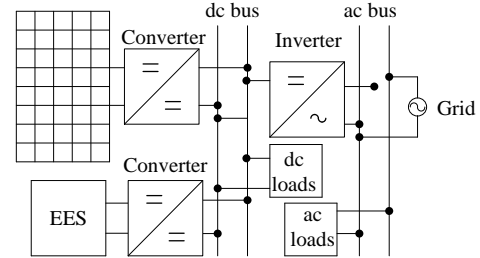 dc bus
ac bus
Converter
Inverter
Grid
Converter
dc
loads
EES
ac
loads